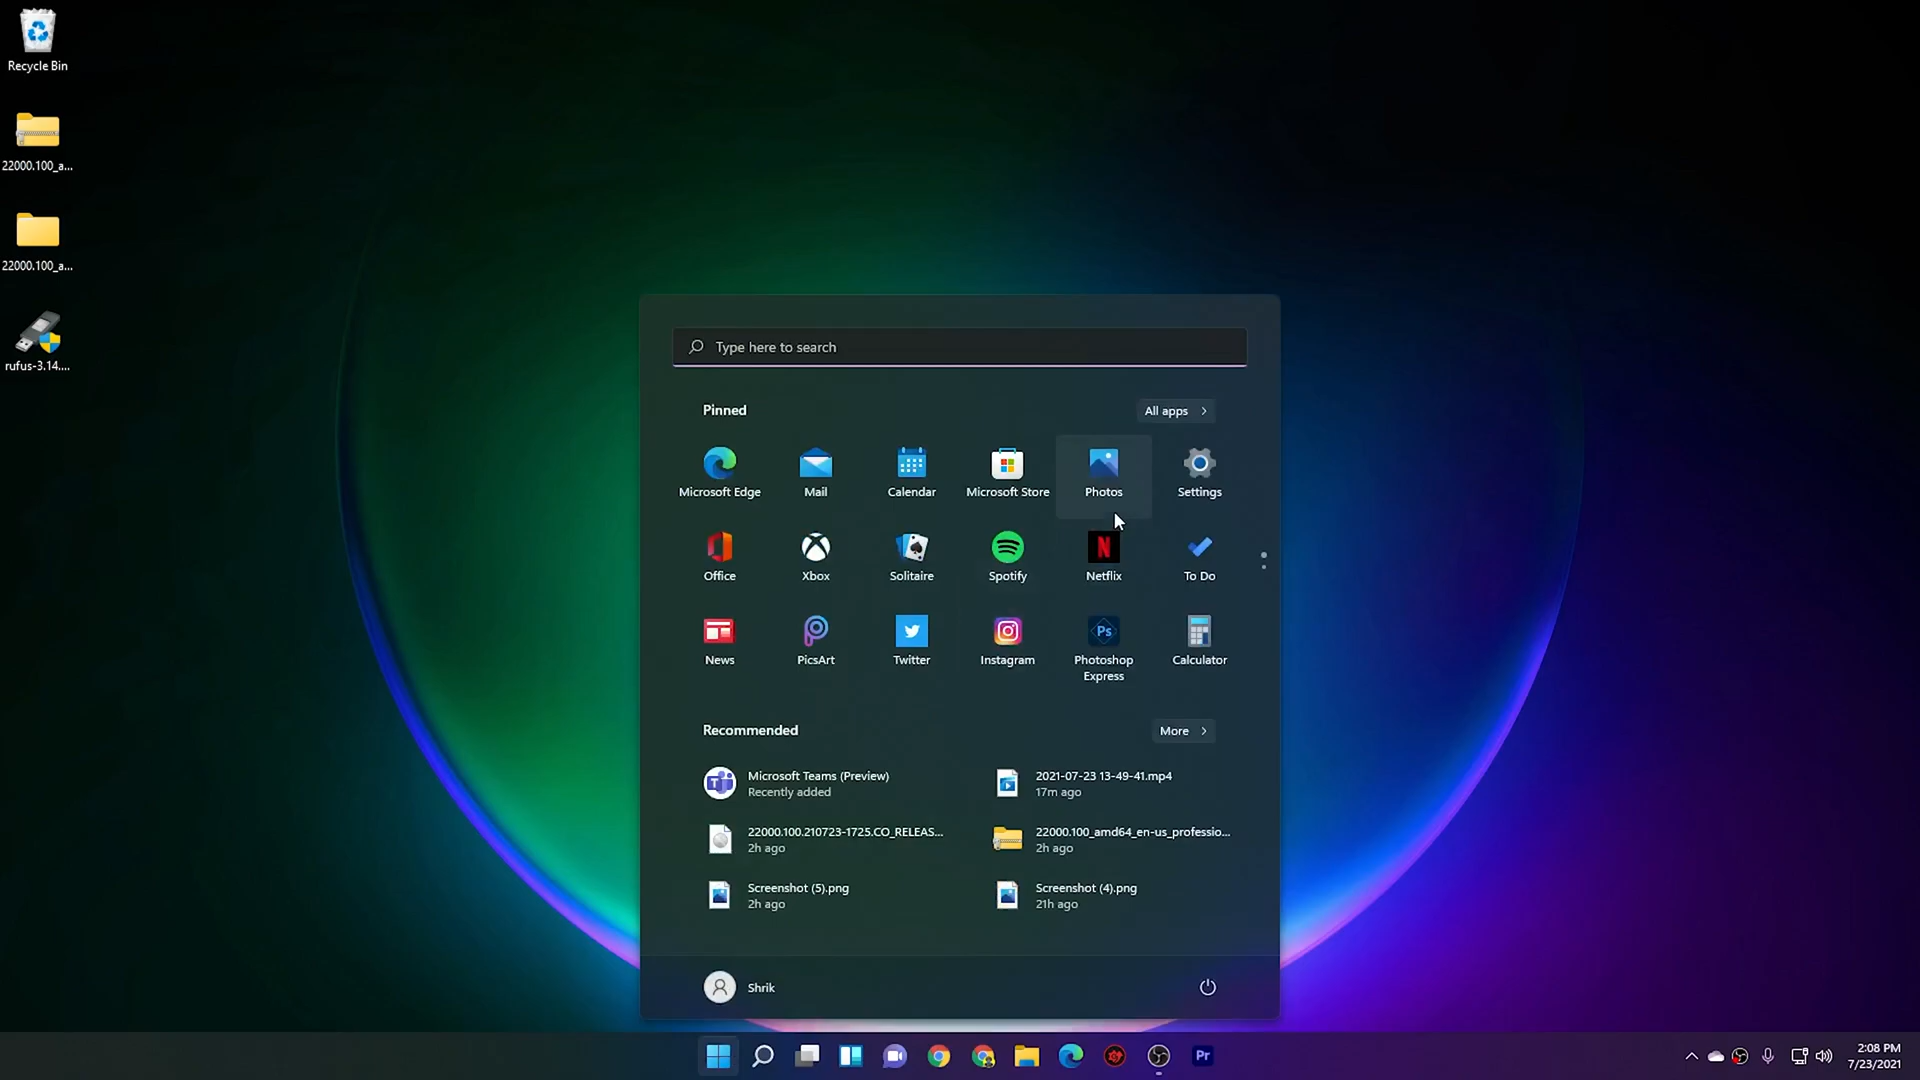 Recycle Bin
22000.100_a...
22000.100_a...
rufus-3.14....
Type here to search
Pinned
All apps
Microsoft Edge
Mail
Calendar
Microsoft Store
Photos
Settings
Office
Xbox
Solitaire
Spotify
N
Netflix
To Do
News
PicsArt
Twitter
Instagram
Ps
Photoshop
Express
Calculator
Recommended
More
Microsoft Teams (Preview)
Recently added
2021-07-23 13-49-41.mp4
17m ago
22000.100.210723-1725.CO_RELEAS...
2h ago
22000.100_amd64_en-us_professio...
2h ago
Screenshot (5).png
2h ago
Screenshot (4).png
21h ago
Shrik
Pr
2:08 PM
7/23/2021